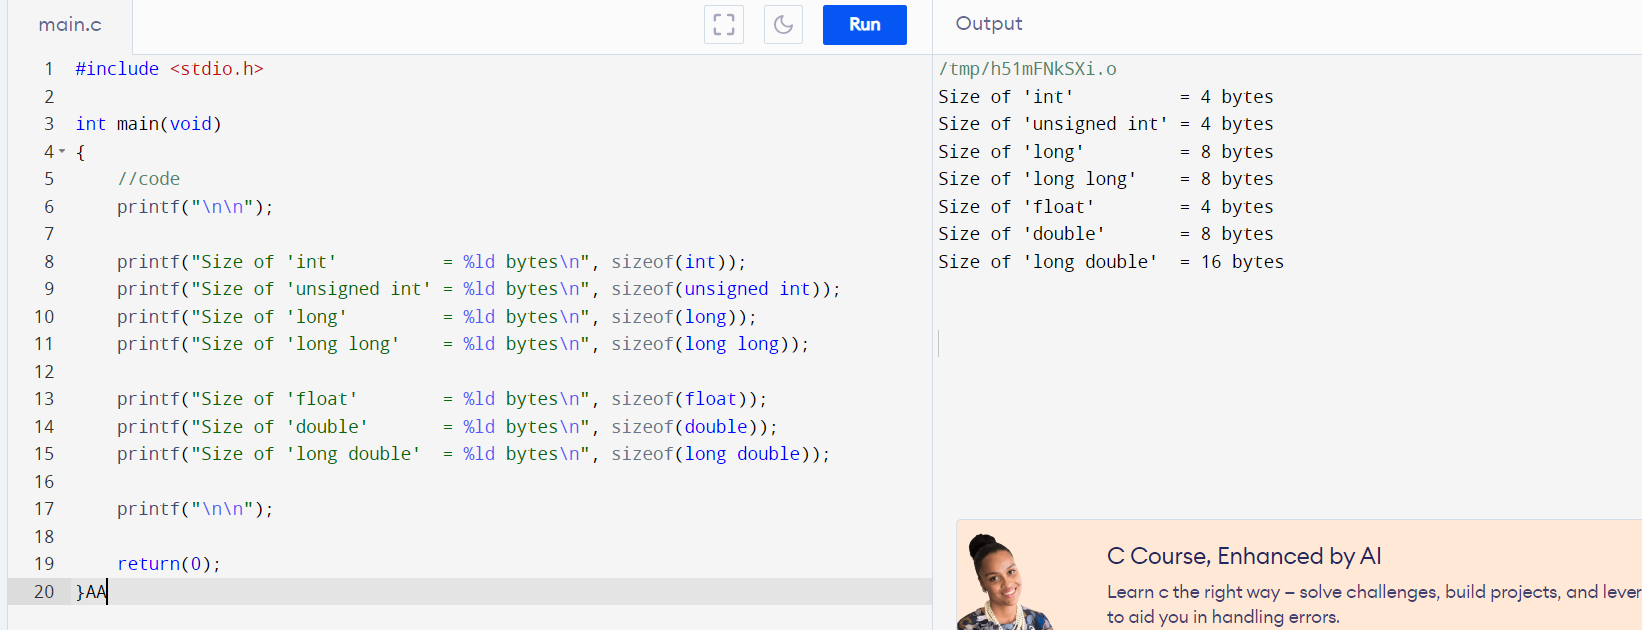 main.c
Run
Output
1 #include <stdio.h>
2
3 int main(void)
4 {
5     //code
6     printf("\n\n");
7
8     printf("Size of 'int'          = %ld bytes\n", sizeof(int));
9     printf("Size of 'unsigned int' = %ld bytes\n", sizeof(unsigned int));
10     printf("Size of 'long'         = %ld bytes\n", sizeof(long));
11     printf("Size of 'long long'    = %ld bytes\n", sizeof(long long));
12
13     printf("Size of 'float'        = %ld bytes\n", sizeof(float));
14     printf("Size of 'double'       = %ld bytes\n", sizeof(double));
15     printf("Size of 'long double'  = %ld bytes\n", sizeof(long double));
16
17     printf("\n\n");
18
19     return(0);
20 }AA
/tmp/h51mFNkSXi.o
Size of 'int'          = 4 bytes
Size of 'unsigned int' = 4 bytes
Size of 'long'         = 8 bytes
Size of 'long long'    = 8 bytes
Size of 'float'        = 4 bytes
Size of 'double'       = 8 bytes
Size of 'long double'  = 16 bytes
C Course, Enhanced by AI
Learn c the right way – solve challenges, build projects, and lever
to aid you in handling errors.